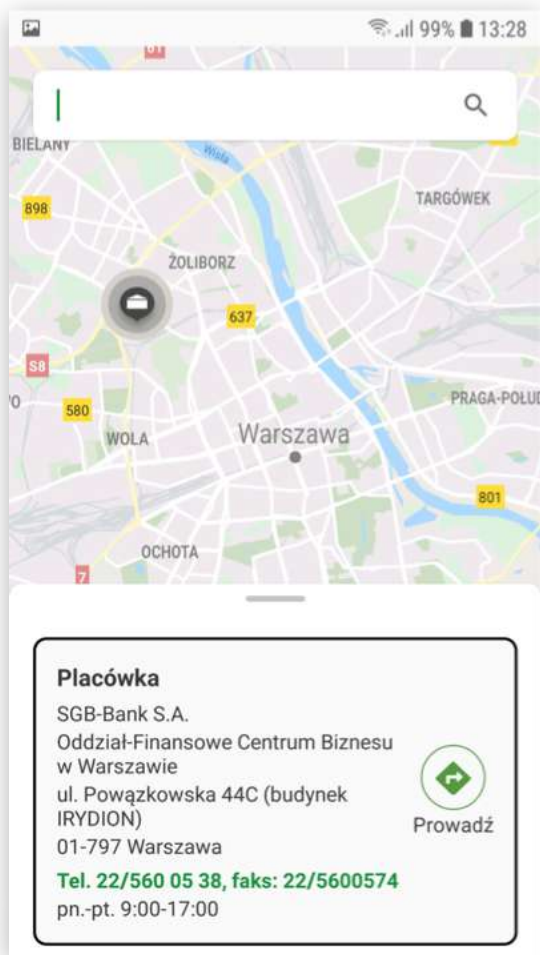 99% 13:28
61
BIELANY
Wisła
TARGÓWEK
898
ŻOLIBORZ
637
S8
PRAGA-POŁUD
580
WOLA
Warszawa
801
OCHOTA
7
Placówka
SGB-Bank S.A.
Oddział-Finansowe Centrum Biznesu
w Warszawie
ul. Powązkowska 44C (budynek
IRYDION)
Prowadź
01-797 Warszawa
Tel. 22/560 05 38, faks: 22/5600574
pn.-pt. 9:00-17:00